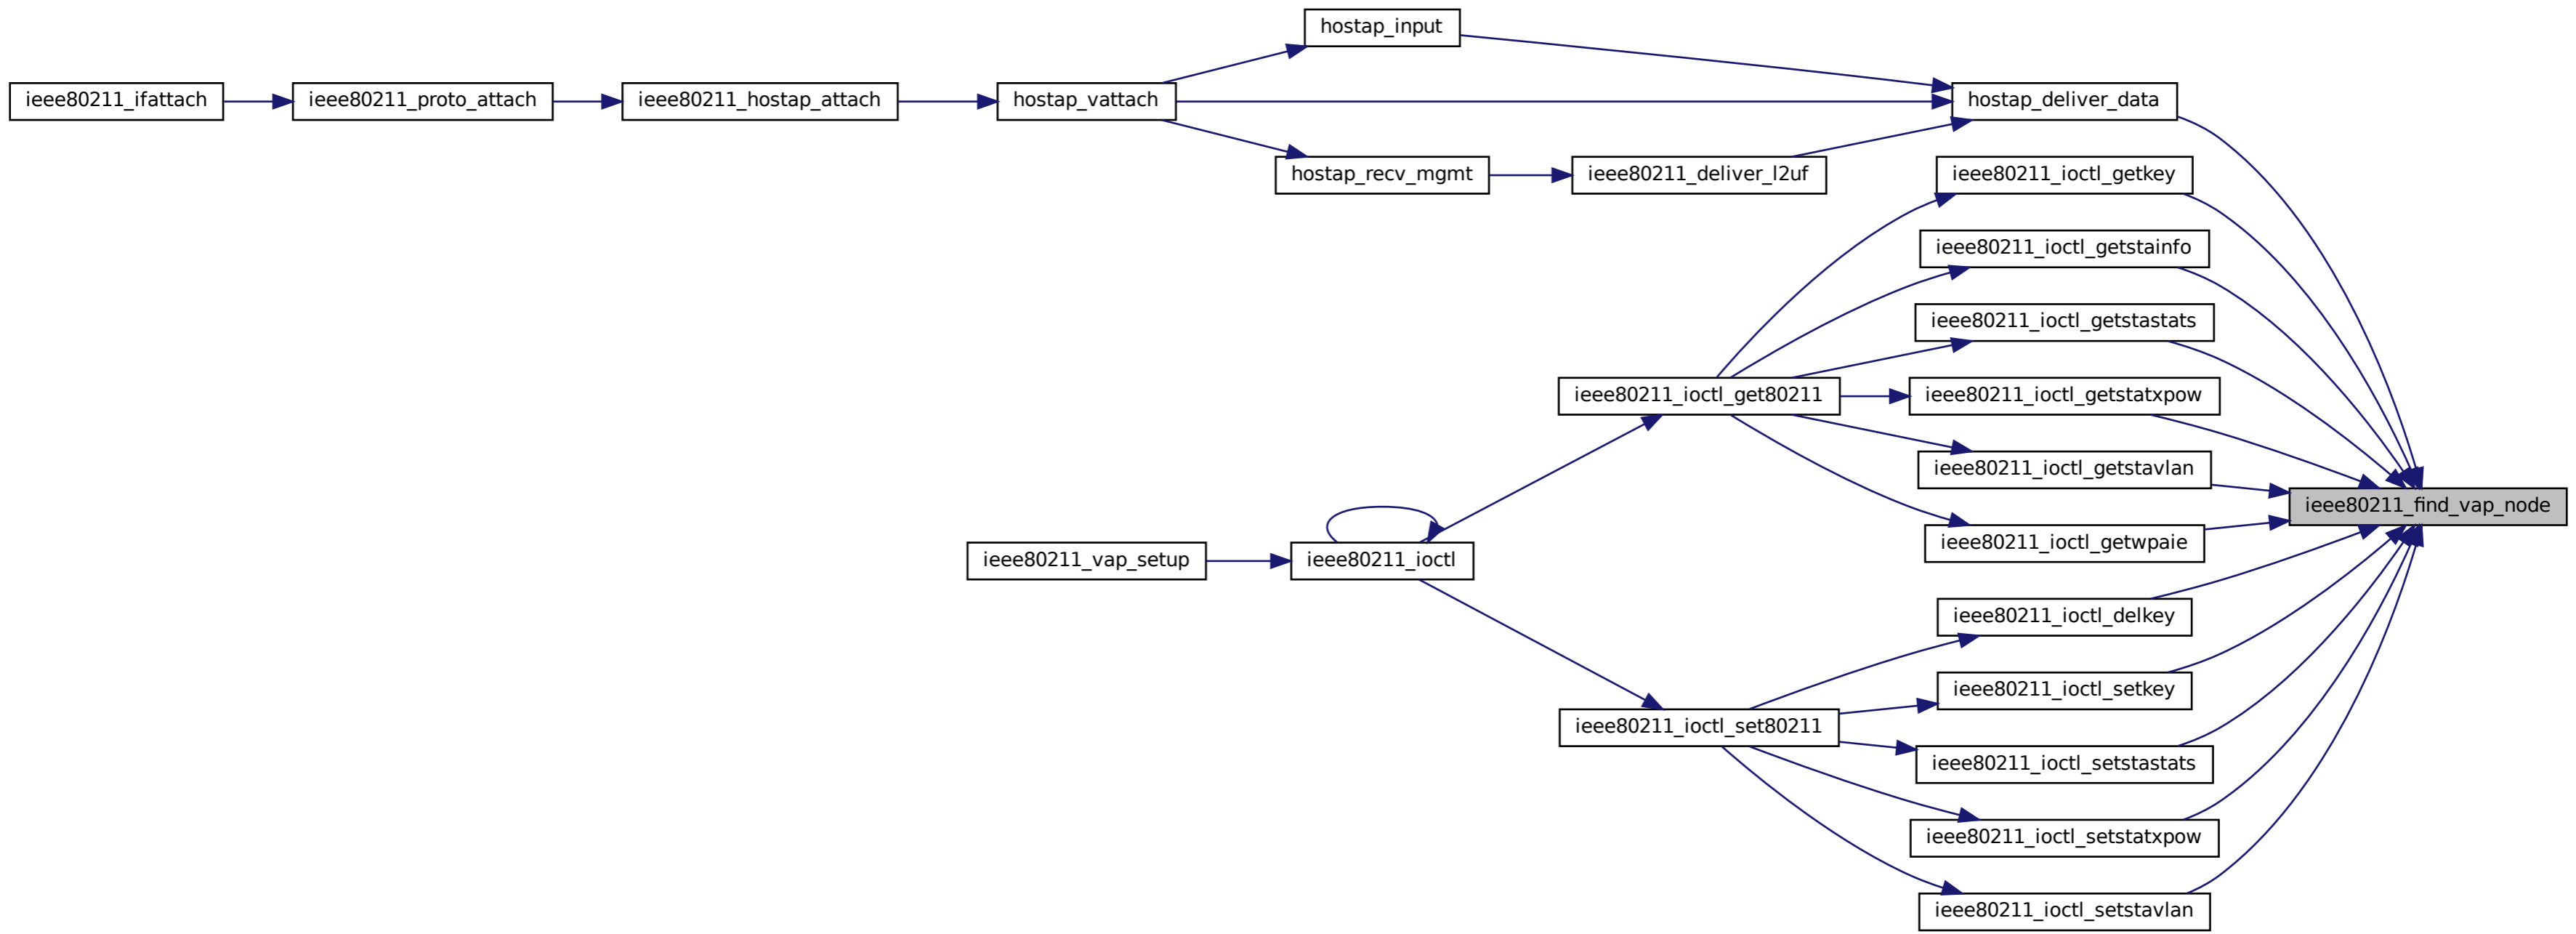 hostap_input
ieee80211_ifattach
ieee80211_proto_attach
ieee80211_hostap_attach
hostap_vattach
hostap_deliver_data
hostap_recv_mgmt
ieee80211_deliver_l2uf
ieee80211_ioctl_getkey
ieee80211_ioctl_getstainfo
ieee80211_ioctl_getstastats
ieee80211_ioctl_get80211
ieee80211_ioctl_getstatxpow
ieee80211_ioctl_getstavlan
ieee80211_find_vap_node
ieee80211_ioctl_getwpaie
ieee80211_vap_setup
ieee80211_ioctl
ieee80211_ioctl_delkey
ieee80211_ioctl_setkey
ieee80211_ioctl_set80211
ieee80211_ioctl_setstastats
ieee80211_ioctl_setstatxpow
ieee80211_ioctl_setstavlan